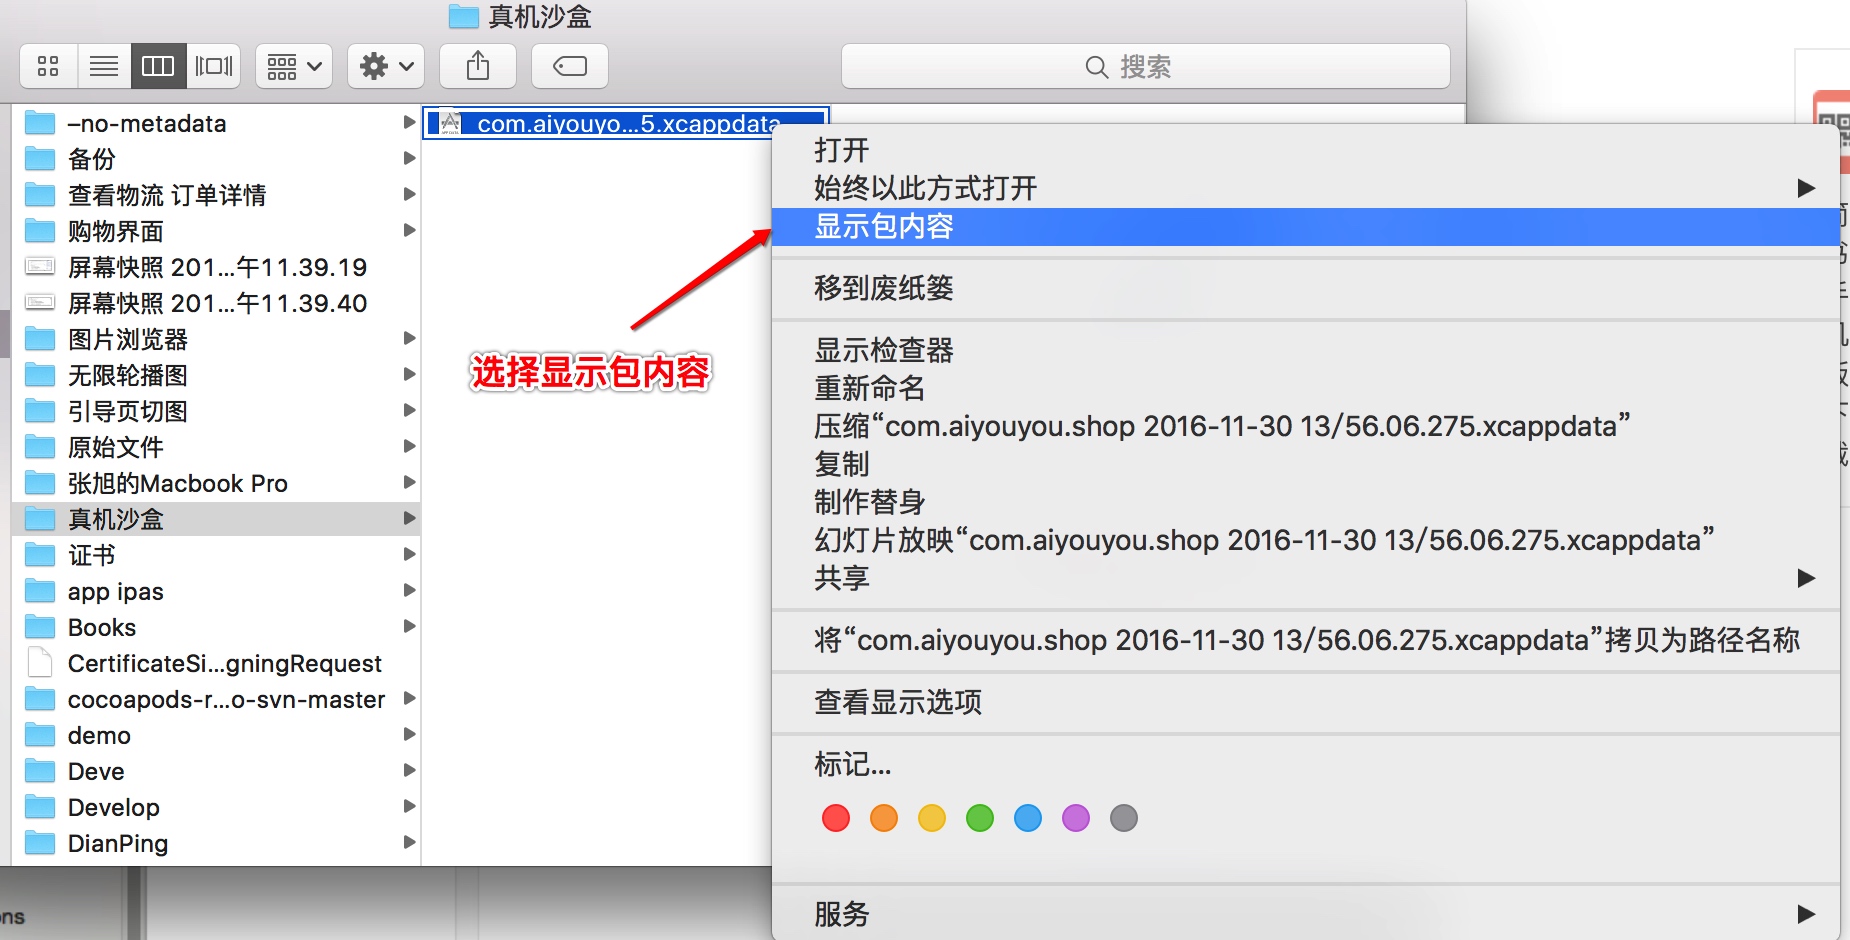 真机沙盒
搜索
–no-metadata
备份
查看物流 订单详情
购物界面
屏幕快照 201...午11.39.19
屏幕快照 201...午11.39.40
图片浏览器
无限轮播图
引导页切图
原始文件
张旭的Macbook Pro
真机沙盒
证书
app ipas
Books
CertificateSi...gningRequest
cocoapods-r...o-svn-master
demo
Deve
Develop
DianPing
com.aiyouyo...5.xcappdata
选择显示包内容
打开
始终以此方式打开
显示包内容
移到废纸篓
显示检查器
重新命名
压缩“com.aiyouyou.shop 2016-11-30 13/56.06.275.xcappdata”
复制
制作替身
幻灯片放映“com.aiyouyou.shop 2016-11-30 13/56.06.275.xcappdata”
共享
将“com.aiyouyou.shop 2016-11-30 13/56.06.275.xcappdata”拷贝为路径名称
查看显示选项
标记...
服务
ons